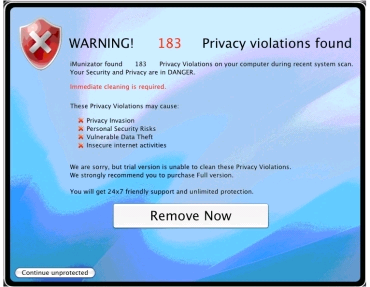 WARNING! 183 Privacy violations found
iMunizator found 183 Privacy Violations on your computer during recent system scan.
Your Security and Privacy are in DANGER.
Immediate cleaning is required.
These Privacy Violations may cause:
Privacy Invasion
Personal Security Risks
Vulnerable Data Theft
Insecure internet activities
We are sorry, but trial version is unable to clean these Privacy Violations.
We strongly recommend you to purchase Full version.
You will get 24x7 friendly support and unlimited protection.
Remove Now
Continue unprotected